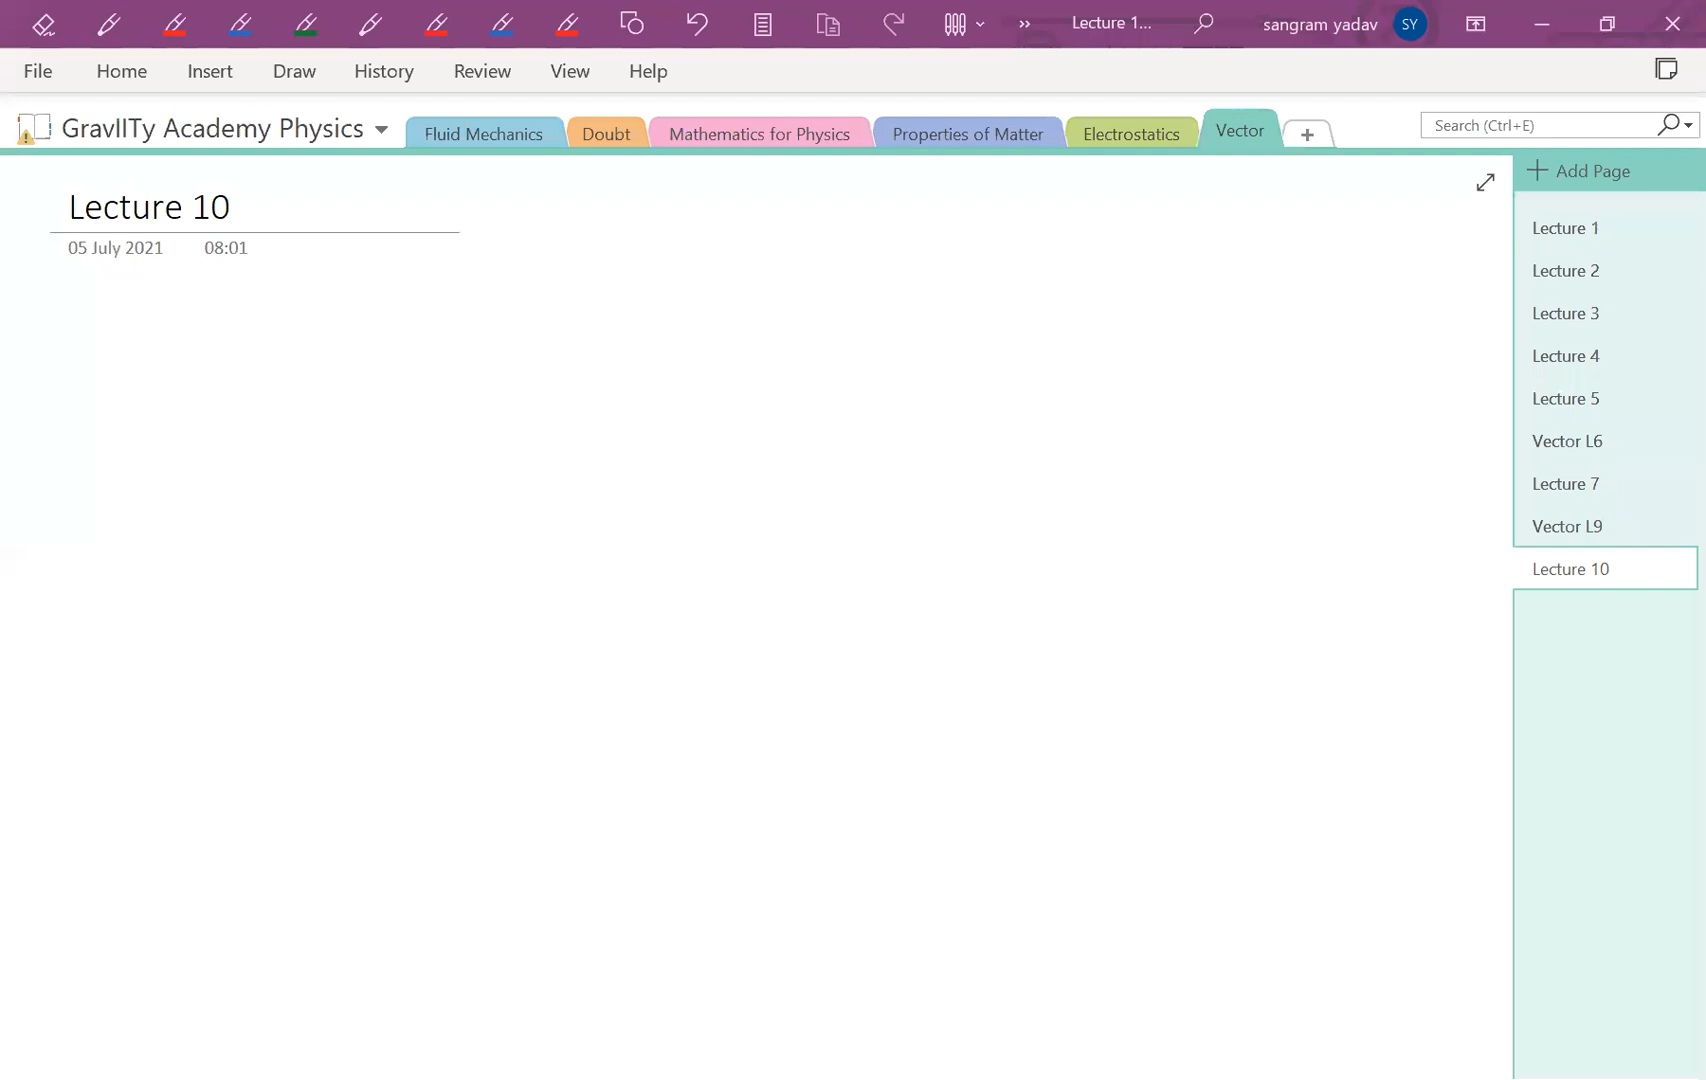 Lecture 1...
sangram yadav
SY
File
Home
Insert
Draw
History
Review
View
Help
GravIITy Academy Physics
Fluid Mechanics
Doubt
Mathematics for Physics
Properties of Matter
Electrostatics
Vector
Search (Ctrl+E)
Lecture 10
05 July 2021 08:01
Add Page
Lecture 1
Lecture 2
Lecture 3
Lecture 4
Lecture 5
Vector L6
Lecture 7
Vector L9
Lecture 10